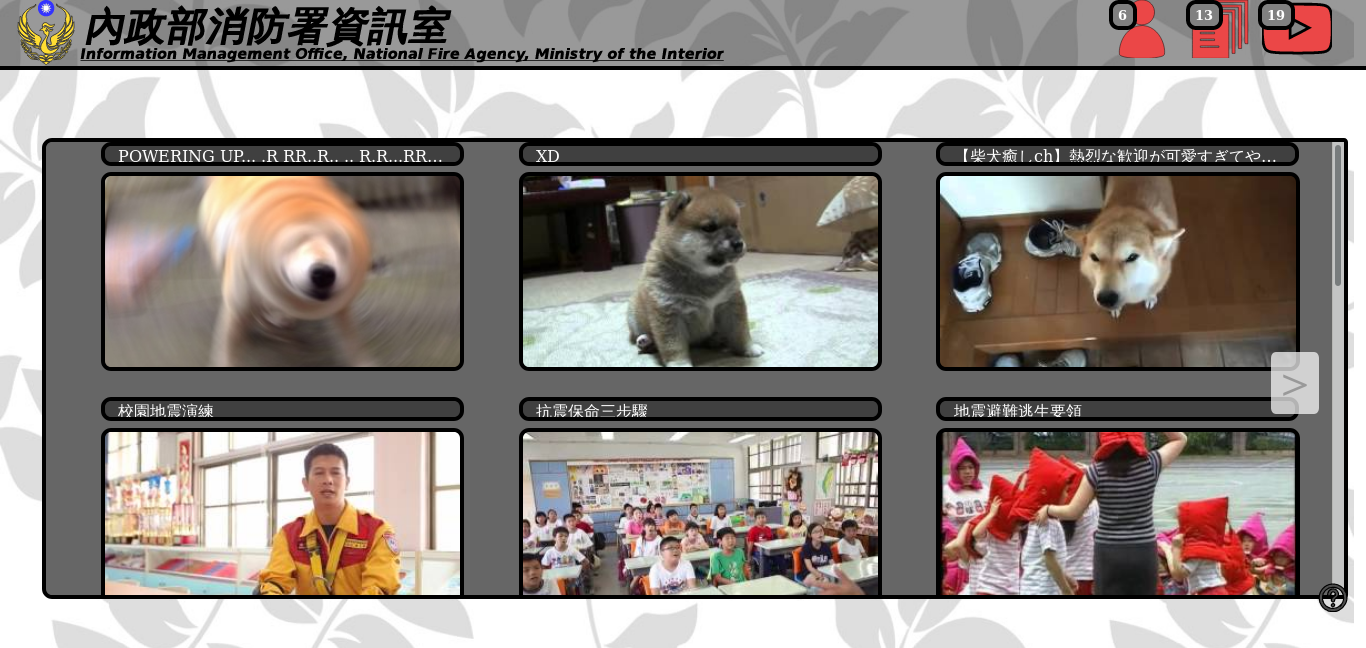 內政部消防署資訊室
Information Management Office, National Fire Agency, Ministry of the Interior
6
13
19
POWERING UP... .R RR..R.. .. R.R...RR...
XD
【柴犬癒しch】熱烈な歓迎が可愛すぎてや...
校園地震演練
抗震保命三步驟
地震避難逃生要領
>
?